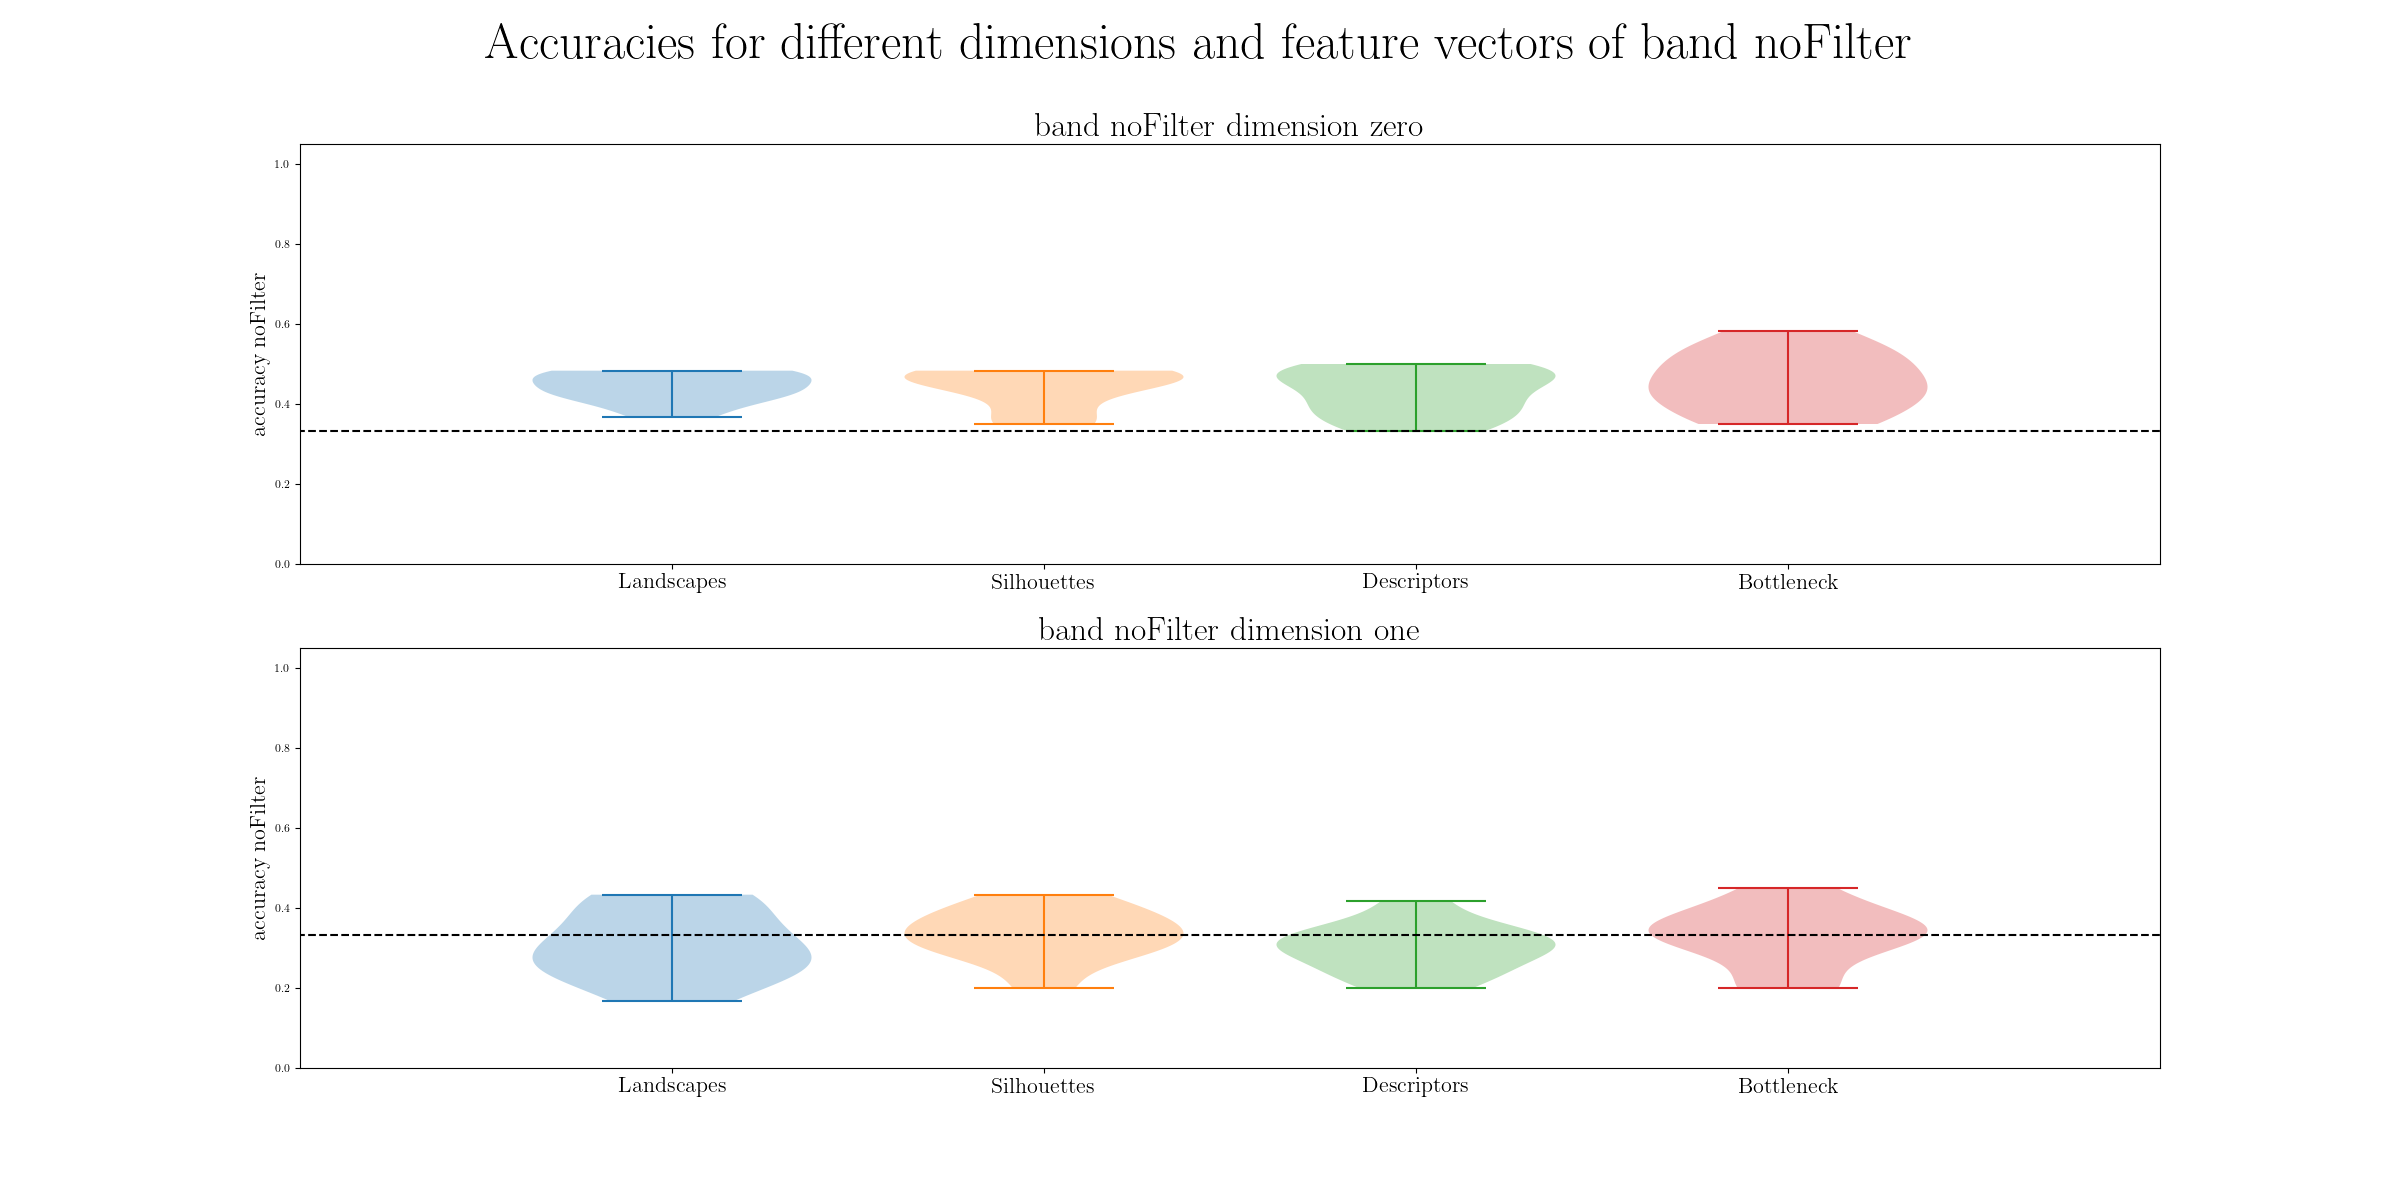 Accuracies for different dimensions and feature vectors of band noFilter
band noFilter dimension zero
accuracy noFilter
1.0
0.8
0.6
0.4
0.2
0.0
Landscapes
Silhouettes
Descriptors
Bottleneck
band noFilter dimension one
accuracy noFilter
1.0
0.8
0.6
0.4
0.2
0.0
Landscapes
Silhouettes
Descriptors
Bottleneck